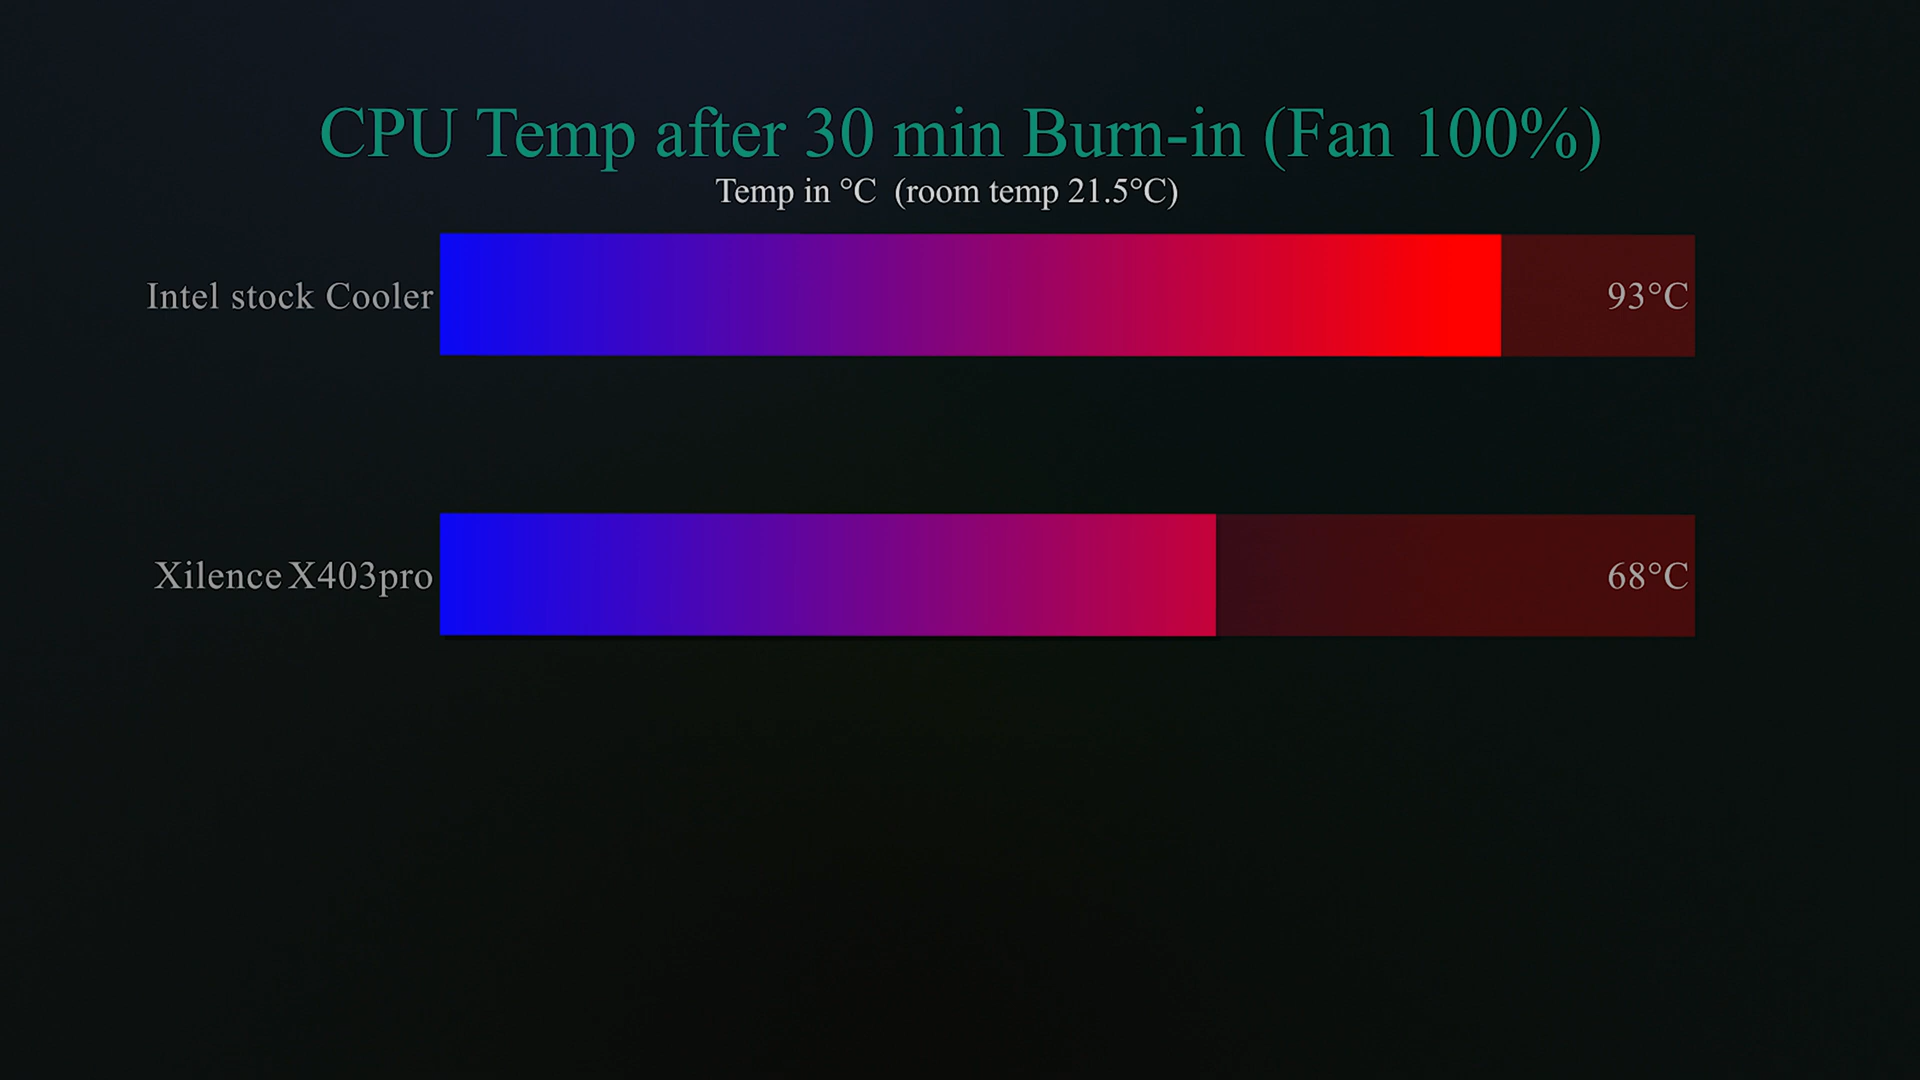 CPU Temp after 30 min Burn-in (Fan 100%)
Temp in °C (room temp 21.5°C)
Intel stock Cooler 93°C
Xilence X403pro 68°C